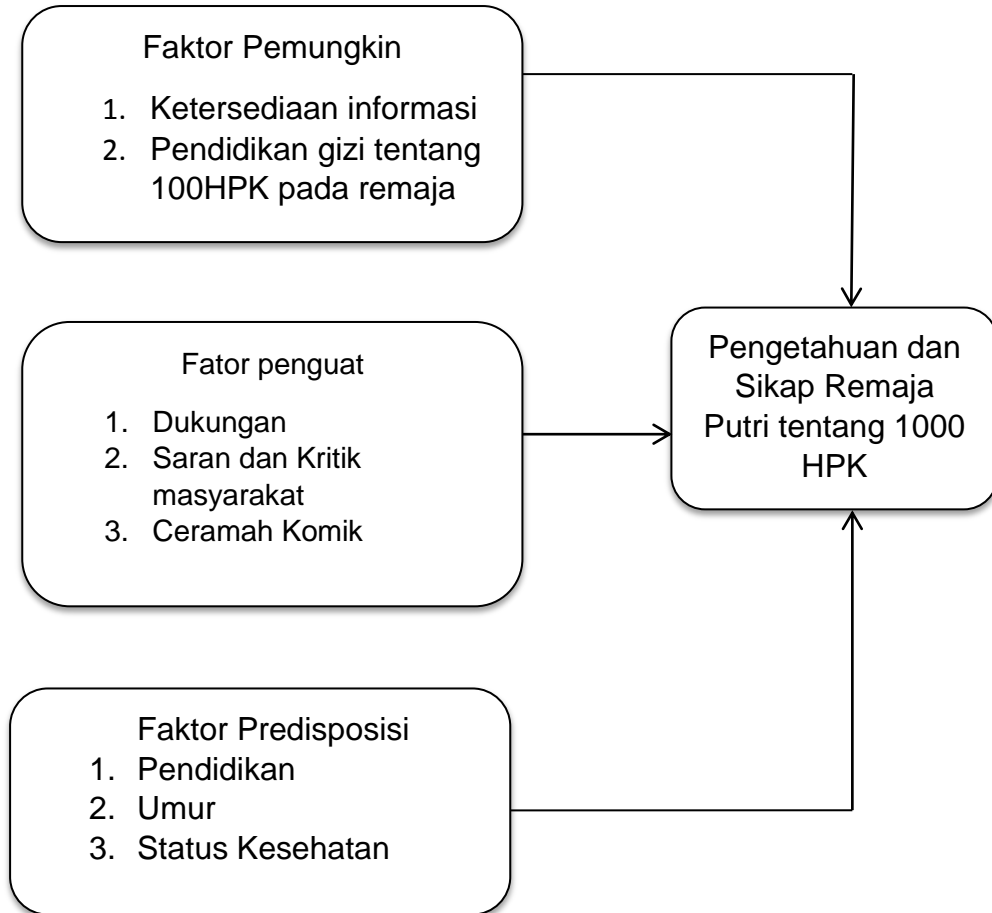 Faktor Pemungkin
1. Ketersediaan informasi
2. Pendidikan gizi tentang
100HPK pada remaja
Fator penguat
1. Dukungan
2. Saran dan Kritik
masyarakat
3. Ceramah Komik
Pengetahuan dan
Sikap Remaja
Putri tentang 1000
HPK
Faktor Predisposisi
1. Pendidikan
2. Umur
3. Status Kesehatan